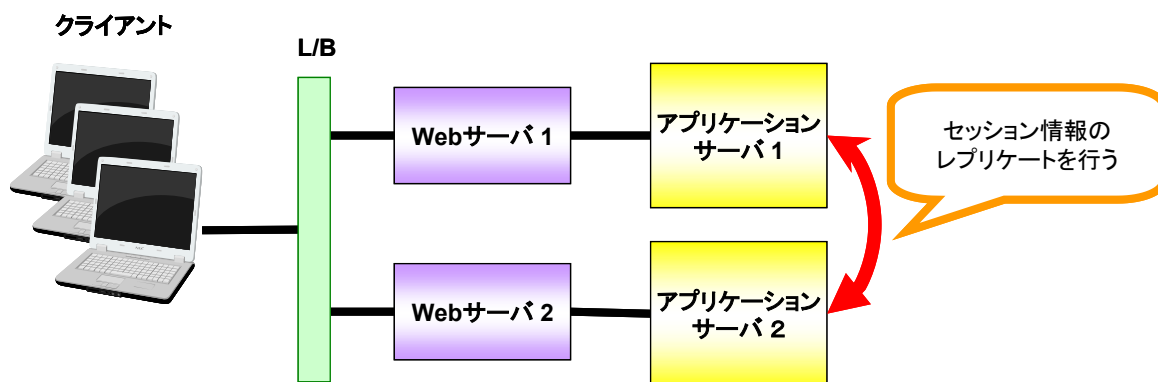 クライアント
L/B
Webサーバ 1
アプリケーション
サーバ 1
セッション情報の
レプリケートを行う
Webサーバ 2
アプリケーション
サーバ ２